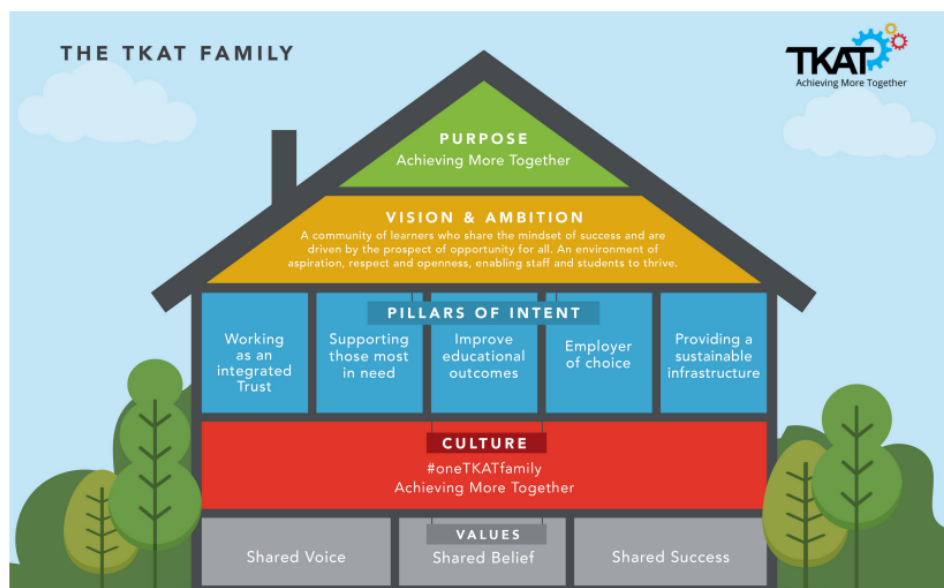 THE TKAT FAMILY
TKAT
Achieving More Together
PURPOSE
Achieving More Together
VISION & AMBITION
A community of learners who share the mindset of success and are
driven by the prospect of opportunity for all. An environment of
aspiration, respect and openness, enabling staff and students to thrive.
PILLARS OF INTENT
Working
as an
integrated
Trust
Supporting
those most
in need
Improve
educational
outcomes
Employer
of choice
Providing a
sustainable
infrastructure
CULTURE
#oneTKATfamily
Achieving More Together
VALUES
Shared Voice
Shared Belief
Shared Success